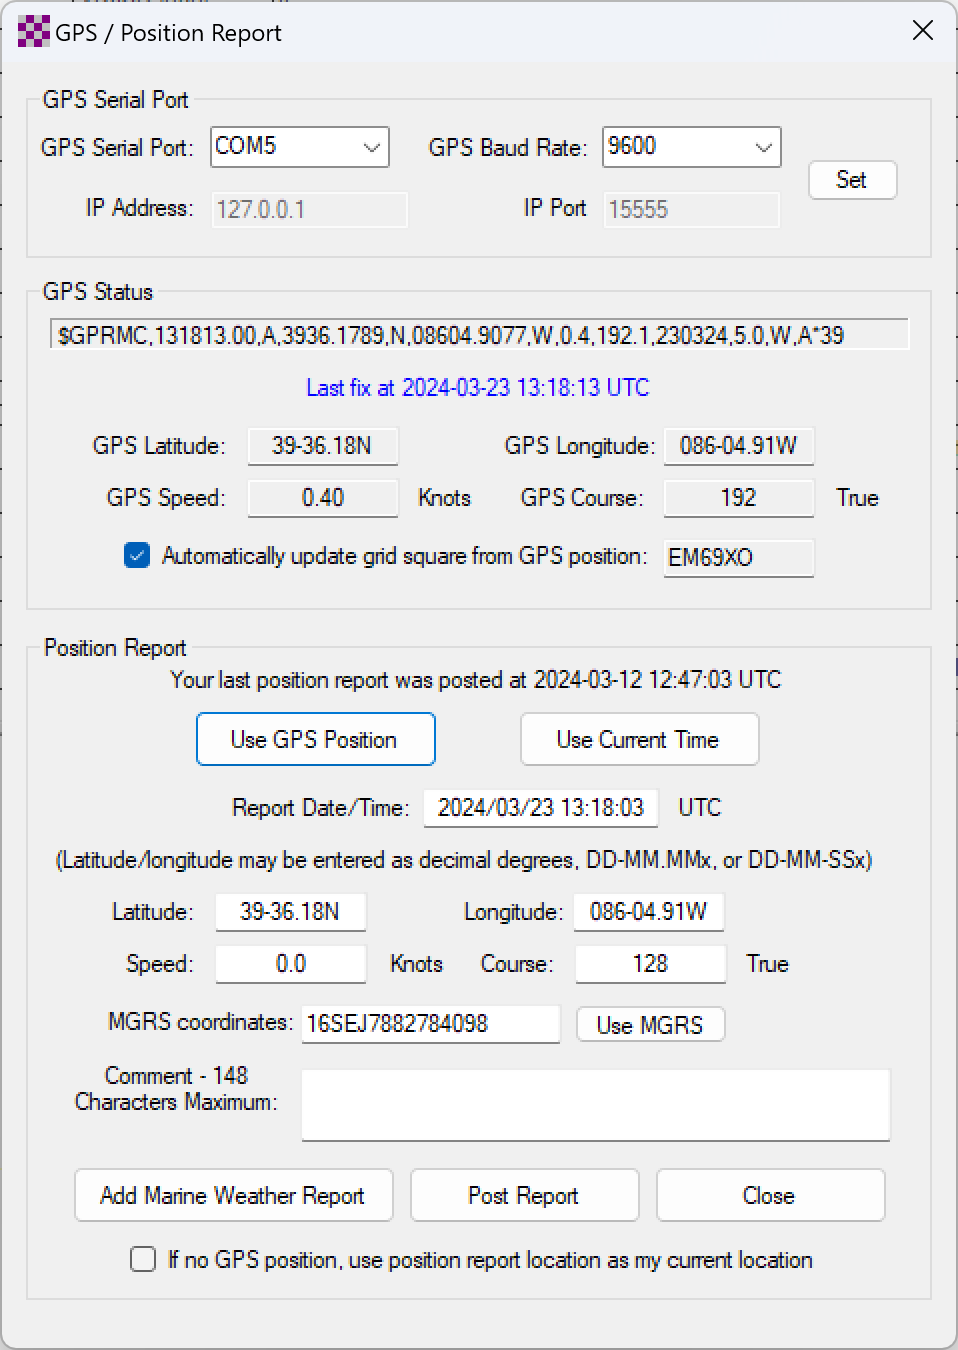 GPS / Position Report
GPS Serial Port
GPS Serial Port: COM5 GPS Baud Rate: 9600
Set
IP Address: 127.0.0.1 IP Port 15555
GPS Status
$GPRMC,131813.00,A,3936.1789,N,08604.9077,W,0.4,192.1,230324,5.0,W,A*39
Last fix at 2024-03-23 13:18:13 UTC
GPS Latitude: 39-36.18N GPS Longitude: 086-04.91W
GPS Speed: 0.40 Knots GPS Course: 192 True
Automatically update grid square from GPS position: EM69XO
Position Report
Your last position report was posted at 2024-03-12 12:47:03 UTC
Use GPS Position Use Current Time
Report Date/Time: 2024/03/23 13:18:03 UTC
(Latitude/longitude may be entered as decimal degrees, DD-MM.MMx, or DD-MM-SSx)
Latitude: 39-36.18N Longitude: 086-04.91W
Speed: 0.0 Knots Course: 128 True
MGRS coordinates: 16SEJ7882784098 Use MGRS
Comment - 148
Characters Maximum:
Add Marine Weather Report Post Report Close
If no GPS position, use position report location as my current location